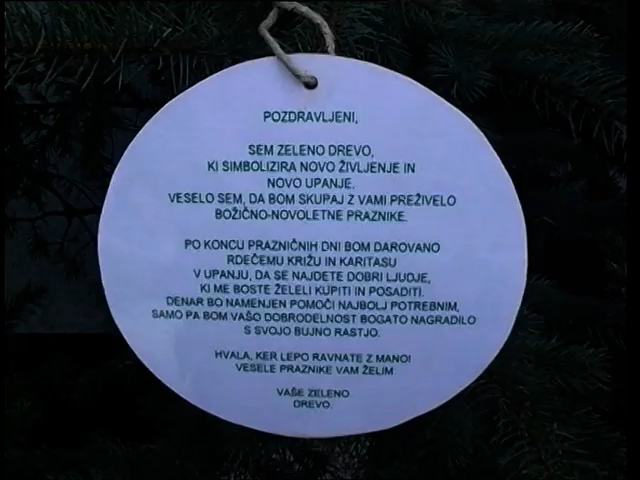 POZDRAVLJENI,
SEM ZELENO DREVO,
KI SIMBOLIZIRA NOVO ŽIVLJENJE IN
NOVO UPANJE.
VESELO SEM, DA BOM SKUPAJ Z VAMI PREŽIVELO
BOŽIČNO-NOVOLETNE PRAZNIKE.
PO KONCU PRAZNIČNIH DNI BOM DAROVANO
RDEČEMU KRIŽU IN KARITASU
V UPANJU, DA SE NAJDETE DOBRI LJUDJE,
KI ME BOSTE ŽELELI KUPITI IN POSADITI.
DENAR BO NAMENJEN POMOČI NAJBOLJ POTREBNIM,
SAMO PA BOM VAŠO DOBRODELNOST BOGATO NAGRADILO
S SVOJO BUJNO RASTJO.
HVALA, KER LEPO RAVNATE Z MANO!
VESELE PRAZNIKE VAM ŽELIM
VAŠE ZELENO
DREVO.